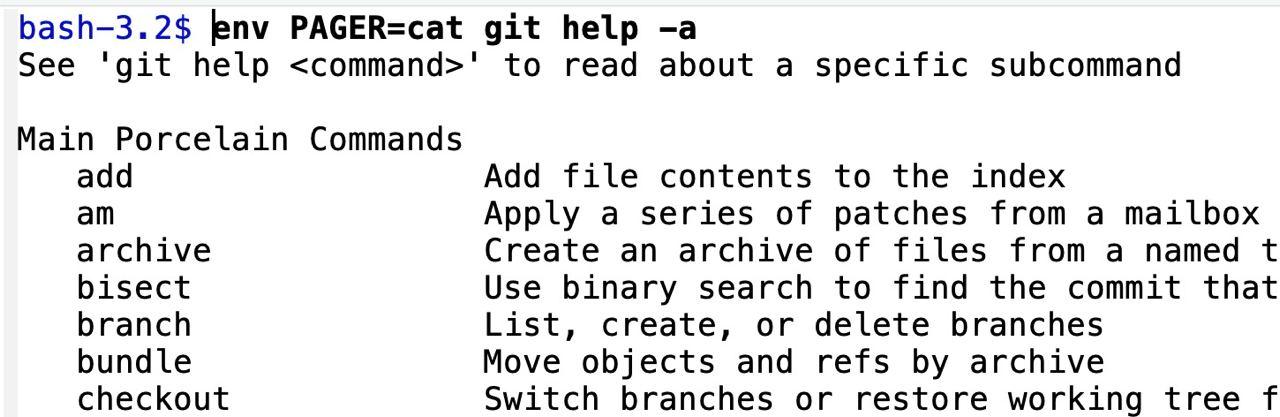 bash-3.2$ env PAGER=cat git help -a
See 'git help <command>' to read about a specific subcommand
Main Porcelain Commands
add Add file contents to the index
am Apply a series of patches from a mailbox
archive Create an archive of files from a named t
bisect Use binary search to find the commit that
branch List, create, or delete branches
bundle Move objects and refs by archive
checkout Switch branches or restore working tree f